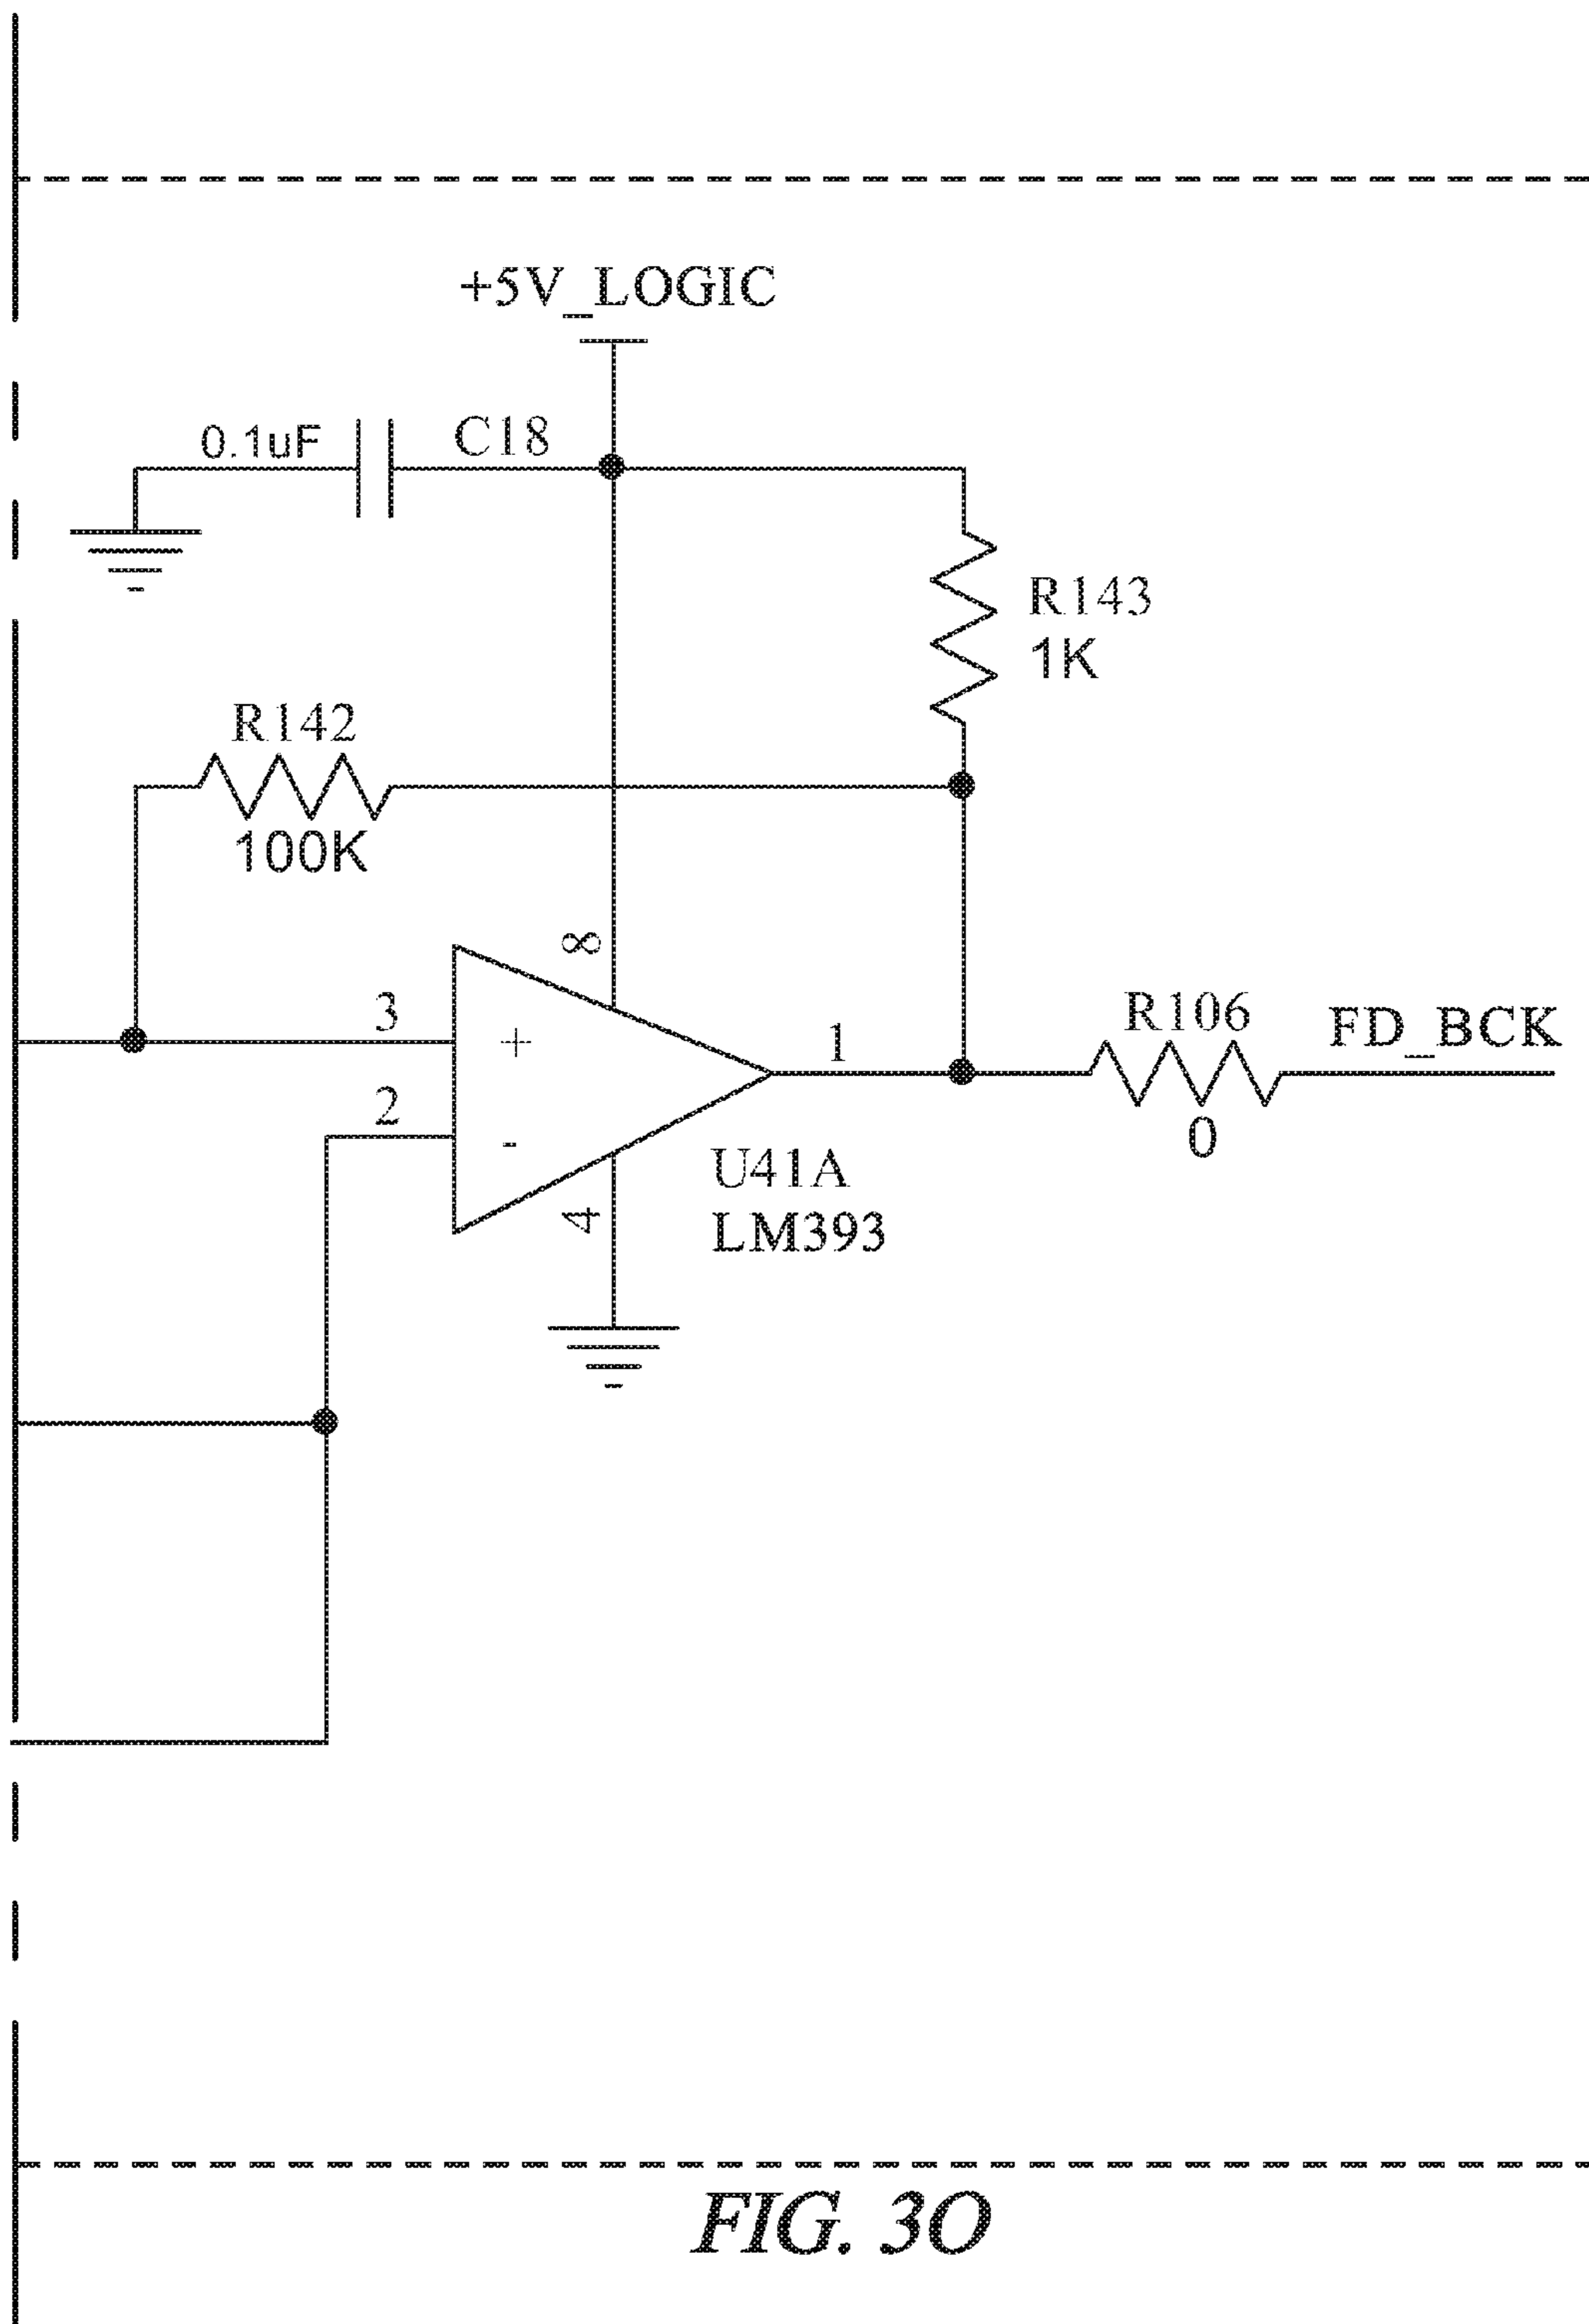 +5V_LOGIC
0.1uF
C18
R143
1K
R142
100K
8
3
+
1
R106
FD_BCK
2
-
0
U41A
4
LM393
FIG. 3O